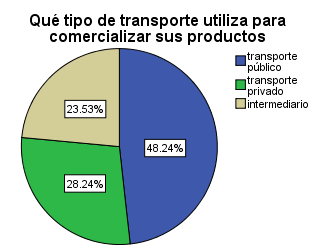 Qué tipo de transporte utiliza para
comercializar sus productos
transporte
público
transporte
privado
intermediario
23.53%
48.24%
28.24%